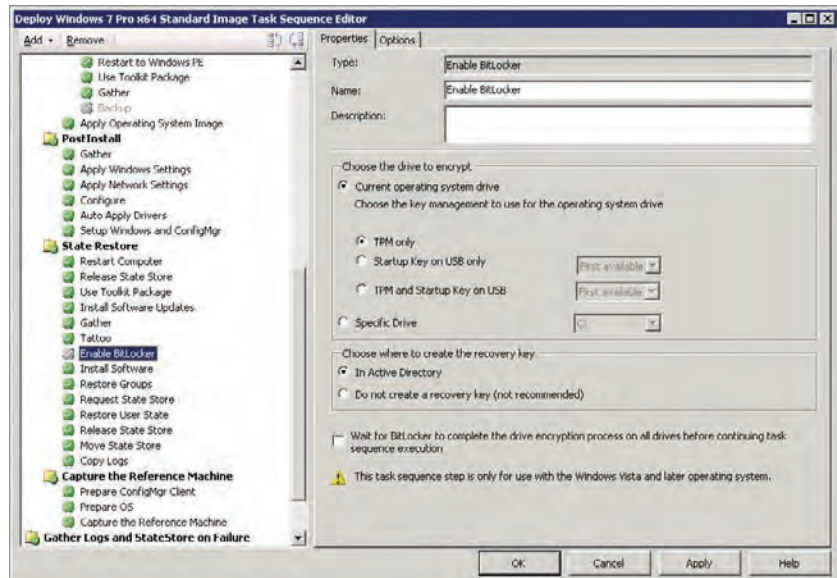 Deploy Windows 7 Pro x64 Standard Image Task Sequence Editor
Add Remove
Restart to Windows PE
Use Toolkit Package
Gather
Backup
Apply Operating System Image
PostInstall
Gather
Apply Windows Settings
Apply Network Settings
Configure
Auto Apply Drivers
Setup Windows and ConfigMgr
State Restore
Restart Computer
Release State Store
Use Toolkit Package
Install Software Updates
Gather
Tattoo
Enable BitLocker
Install Software
Restore Groups
Request State Store
Restore User State
Release State Store
Move State Store
Copy Logs
Capture the Reference Machine
Prepare ConfigMgr Client
Prepare OS
Capture the Reference Machine
Gather Logs and StateStore on Failure
Properties Options
Type: Enable BitLocker
Name: Enable BitLocker
Description:
Choose the drive to encrypt
Current operating system drive
Choose the key management to use for the operating system drive
TPM only
Startup Key on USB only First available
TPM and Startup Key on USB First available
Specific Drive C:
Choose where to create the recovery key
In Active Directory
Do not create a recovery key (not recommended)
Wait for BitLocker to complete the drive encryption process on all drives before continuing task
sequence execution
This task sequence step is only for use with the Windows Vista and later operating system.
OK Cancel Apply Help